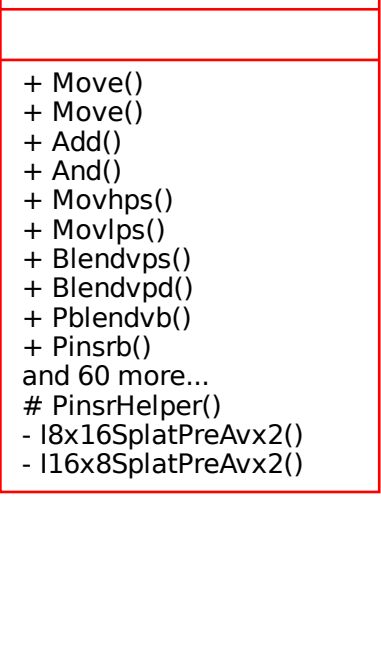 + Move()
+ Move()
+ Add()
+ And()
+ Movhps()
+ Movlps()
+ Blendvps()
+ Blendvpd()
+ Pblendvb()
+ Pinsrb()
and 60 more...
# PinsrHelper()
- I8x16SplatPreAvx2()
- I16x8SplatPreAvx2()